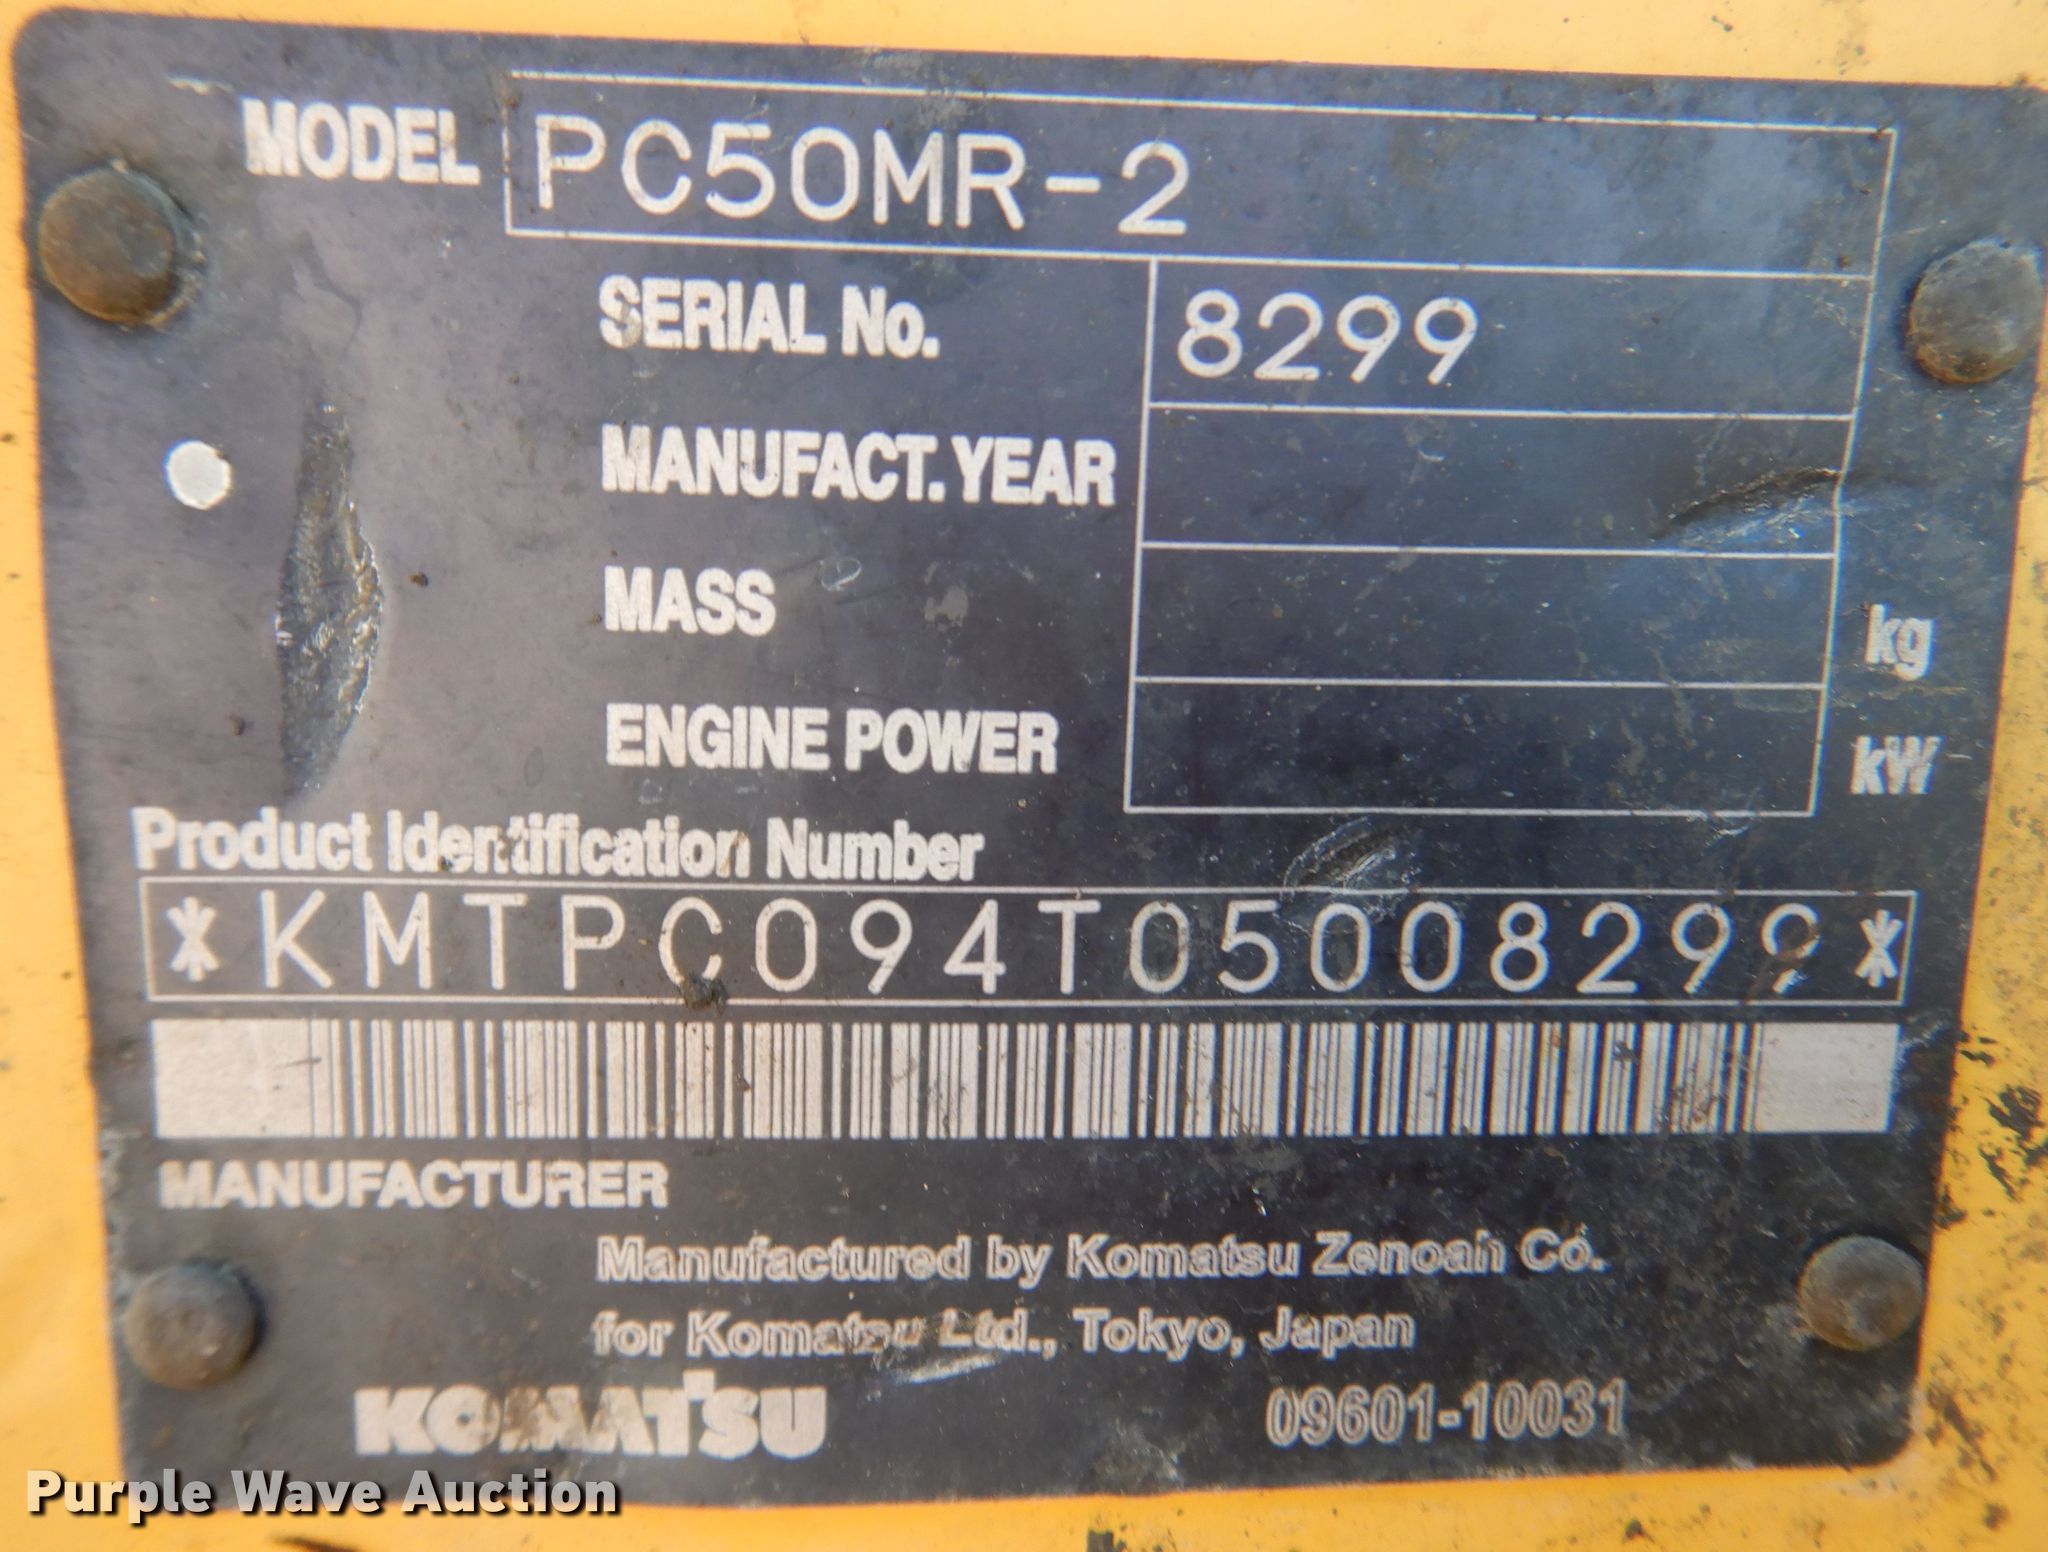 MODEL PC50MR-2
SERIAL No. 8299
MANUFACT. YEAR
MASS kg
ENGINE POWER kW
Product Identification Number
*KMTPC094T05008299*
MANUFACTURER
Manufactured by Komatsu Zenoah Co.
for Komatsu Ltd., Tokyo, Japan
KOMATSU 09601-10031
Purple Wave Auction